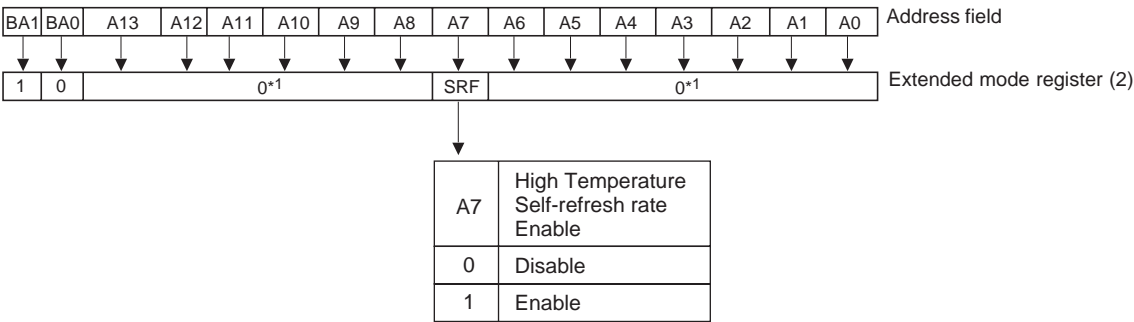 BA1 BA0 A13 A12 A11 A10 A9 A8 A7 A6 A5 A4 A3 A2 A1 A0 Address field
1 0 0*1 SRF 0*1 Extended mode register (2)
A7 High Temperature
Self-refresh rate
Enable
0 Disable
1 Enable